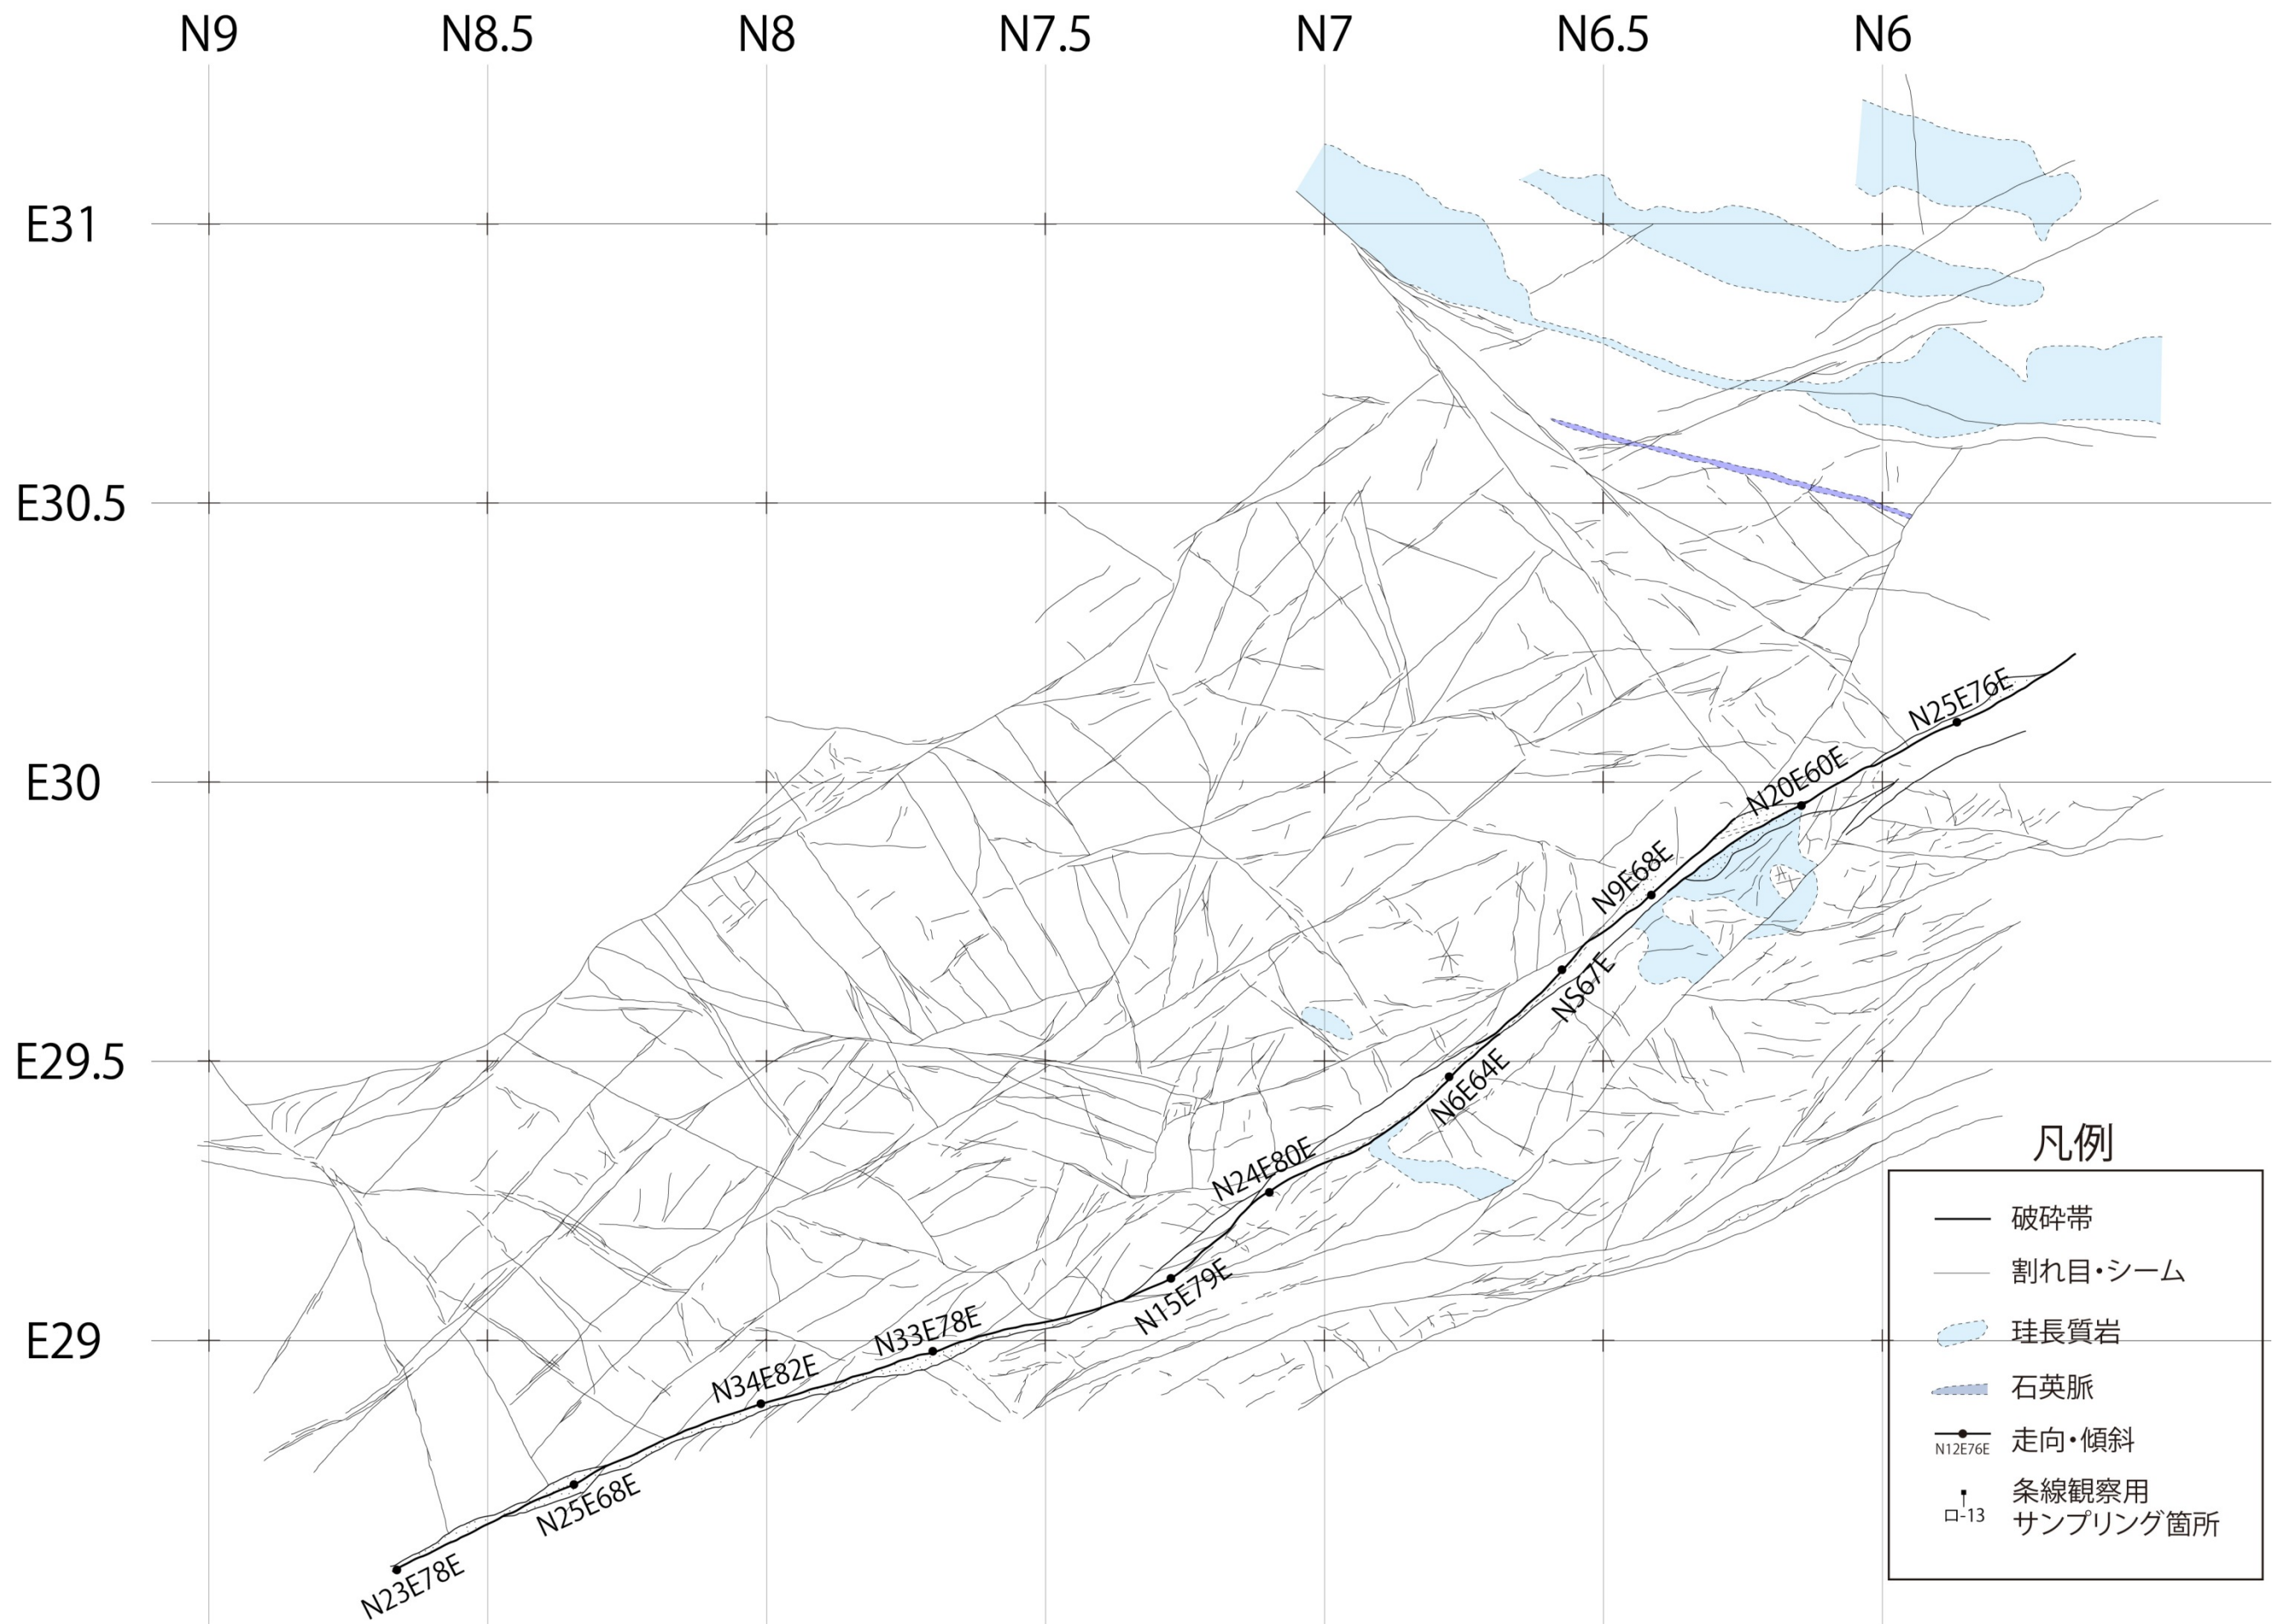 N9 N8.5 N8 N7.5 N7 N6.5 N6
E31
E30.5
E30
E29.5
E29
N25E76E
N20E60E
N9E68E
NS67E
N6E64E
N24E80E
N15E79E
N33E78E
N34E82E
N25E68E
N23E78E
凡例
破砕帯
割れ目・シーム
珪長質岩
石英脈
N12E76E
走向・傾斜
ロ-13
条線観察用
サンプリング箇所